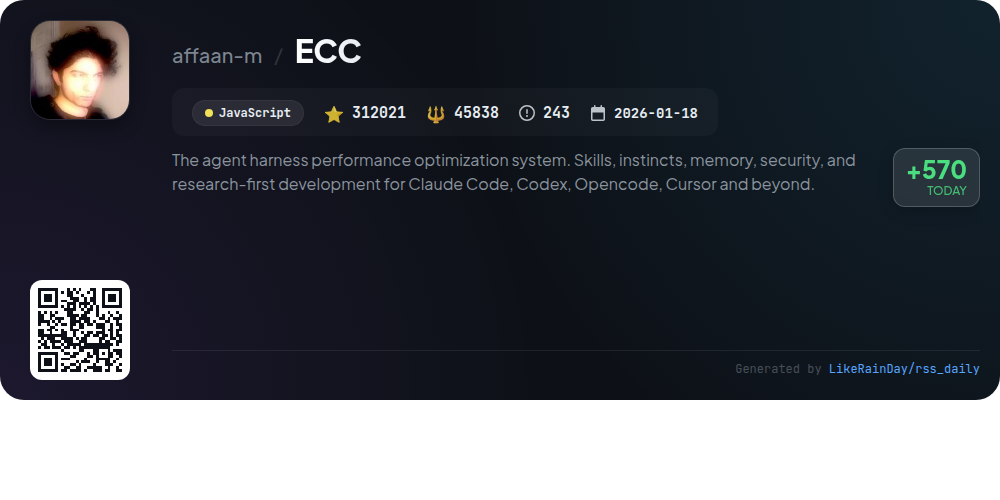 affaan-m / ECC
JavaScript 312021 45838 243 2026-01-18
The agent harness performance optimization system. Skills, instincts, memory, security, and
research-first development for Claude Code, Codex, Opencode, Cursor and beyond.
+570
TODAY
Generated by LikeRainDay/rss_daily